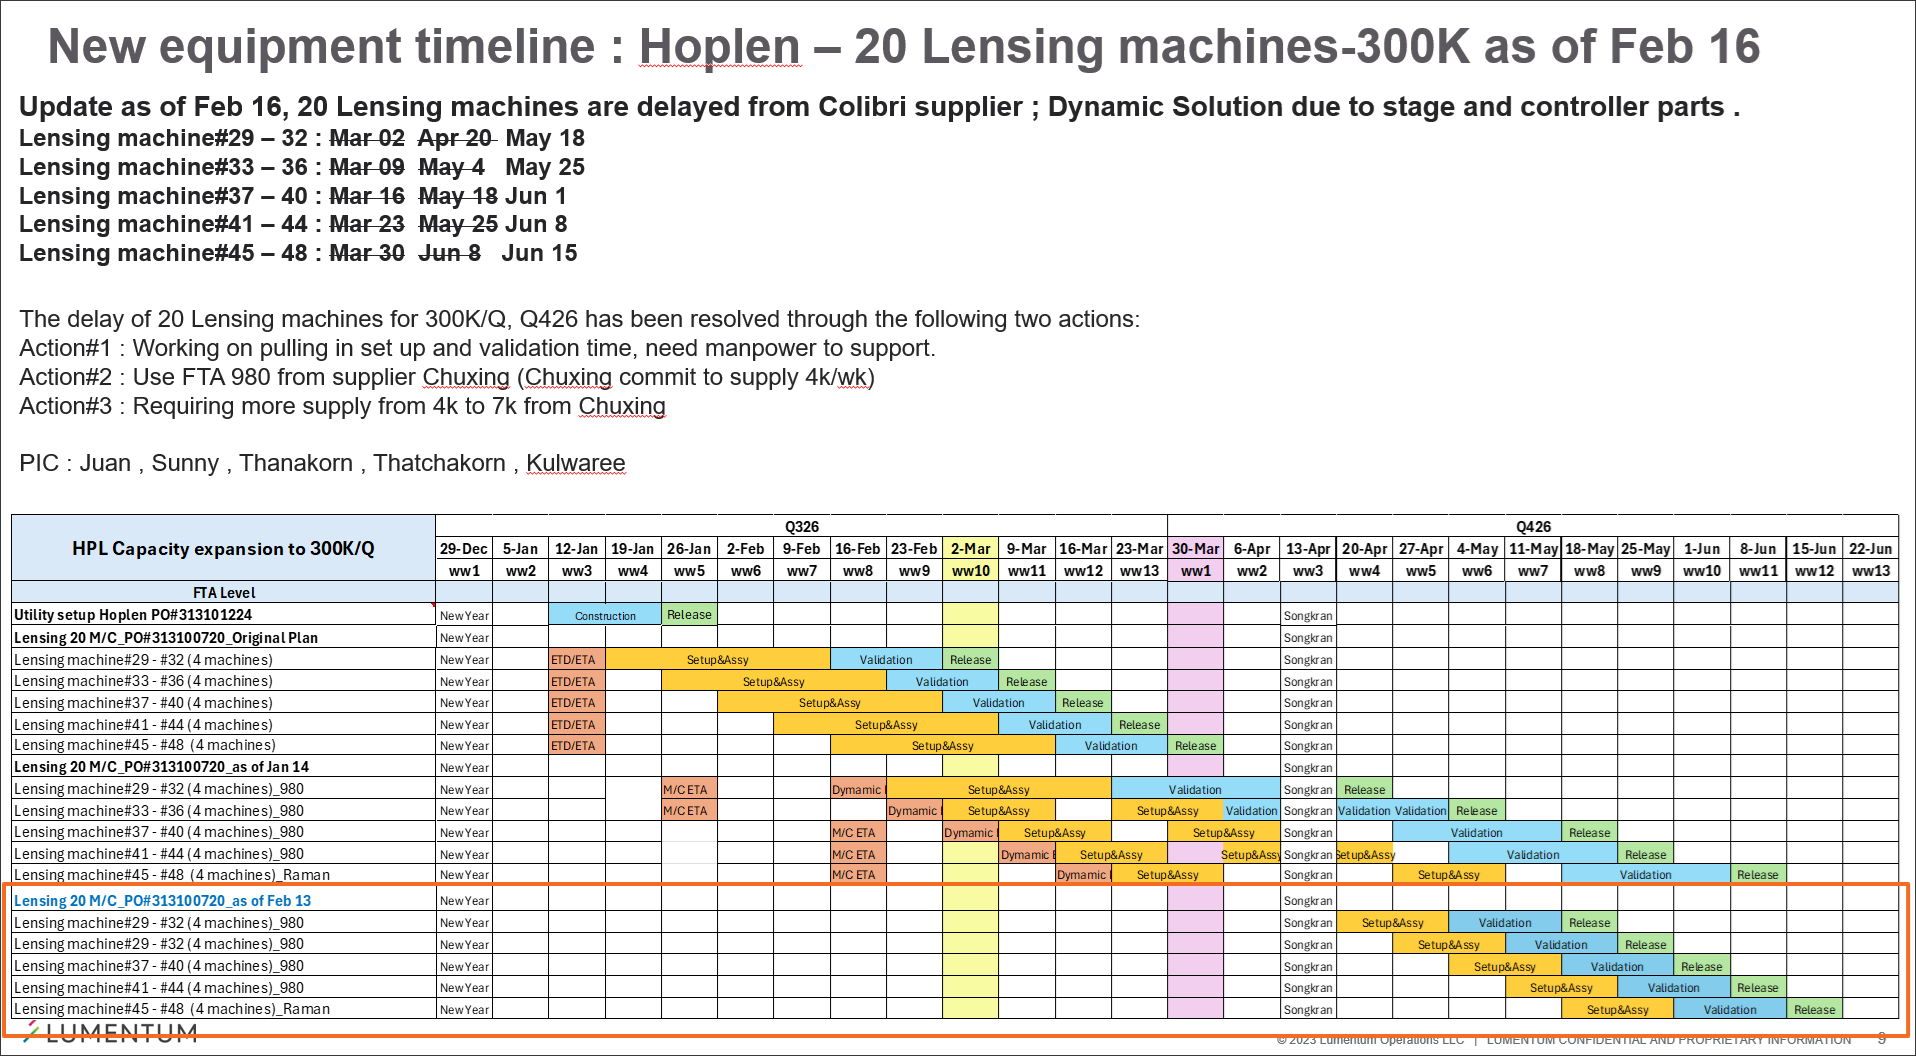 New equipment timeline : Hoplen – 20 Lensing machines-300K as of Feb 16
Update as of Feb 16, 20 Lensing machines are delayed from Colibri supplier ; Dynamic Solution due to stage and controller parts .
Lensing machine#29 – 32 : Mar 02 Apr 20 May 18
Lensing machine#33 – 36 : Mar 09 May 4 May 25
Lensing machine#37 – 40 : Mar 16 May 18 Jun 1
Lensing machine#41 – 44 : Mar 23 May 25 Jun 8
Lensing machine#45 – 48 : Mar 30 Jun 8 Jun 15
The delay of 20 Lensing machines for 300K/Q, Q426 has been resolved through the following two actions:
Action#1 : Working on pulling in set up and validation time, need manpower to support.
Action#2 : Use FTA 980 from supplier Chuxing (Chuxing commit to supply 4k/wk)
Action#3 : Requiring more supply from 4k to 7k from Chuxing
PIC : Juan , Sunny , Thanakorn , Thatchakorn , Kulwaree
HPL Capacity expansion to 300K/Q Q326 Q426
29-Dec 5-Jan 12-Jan 19-Jan 26-Jan 2-Feb 9-Feb 16-Feb 23-Feb 2-Mar 9-Mar 16-Mar 23-Mar 30-Mar 6-Apr 13-Apr 20-Apr 27-Apr 4-May 11-May 18-May 25-May 1-Jun 8-Jun 15-Jun 22-Jun
ww1 ww2 ww3 ww4 ww5 ww6 ww7 ww8 ww9 ww10 ww11 ww12 ww13 ww1 ww2 ww3 ww4 ww5 ww6 ww7 ww8 ww9 ww10 ww11 ww12 ww13
FTA Level
Utility setup Hoplen PO#313101224 New Year Construction Release Songkran
Lensing 20 M/C_PO#313100720_Original Plan New Year Songkran
Lensing machine#29 - #32 (4 machines) New Year ETD/ETA Setup&Assy Validation Release Songkran
Lensing machine#33 - #36 (4 machines) New Year ETD/ETA Setup&Assy Validation Release Songkran
Lensing machine#37 - #40 (4 machines) New Year ETD/ETA Setup&Assy Validation Release Songkran
Lensing machine#41 - #44 (4 machines) New Year ETD/ETA Setup&Assy Validation Release Songkran
Lensing machine#45 - #48 (4 machines) New Year ETD/ETA Setup&Assy Validation Release Songkran
Lensing 20 M/C_PO#313100720_as of Jan 14 New Year Songkran
Lensing machine#29 - #32 (4 machines)_980 New Year M/C ETA Dymamic Setup&Assy Validation Songkran Release
Lensing machine#33 - #36 (4 machines)_980 New Year M/C ETA Dymamic Setup&Assy Setup&Assy Validation Songkran Validation Validation Release
Lensing machine#37 - #40 (4 machines)_980 New Year M/C ETA Dymamic Setup&Assy Setup&Assy Songkran Validation Release
Lensing machine#41 - #44 (4 machines)_980 New Year M/C ETA Dymamic Setup&Assy Setup&Assy Songkran Setup&Assy Validation Release
Lensing machine#45 - #48 (4 machines)_Raman New Year M/C ETA Dymamic Setup&Assy Songkran Setup&Assy Validation Release
Lensing 20 M/C_PO#313100720_as of Feb 13 New Year Songkran
Lensing machine#29 - #32 (4 machines)_980 New Year Songkran Setup&Assy Validation Release
Lensing machine#29 - #32 (4 machines)_980 New Year Songkran Setup&Assy Validation Release
Lensing machine#37 - #40 (4 machines)_980 New Year Songkran Setup&Assy Validation Release
Lensing machine#41 - #44 (4 machines)_980 New Year Songkran Setup&Assy Validation Release
Lensing machine#45 - #48 (4 machines)_Raman New Year Songkran Setup&Assy Validation Release
LUMENTUM
© 2023 Lumentum Operations LLC | LUMENTUM CONFIDENTIAL AND PROPRIETARY INFORMATION 9